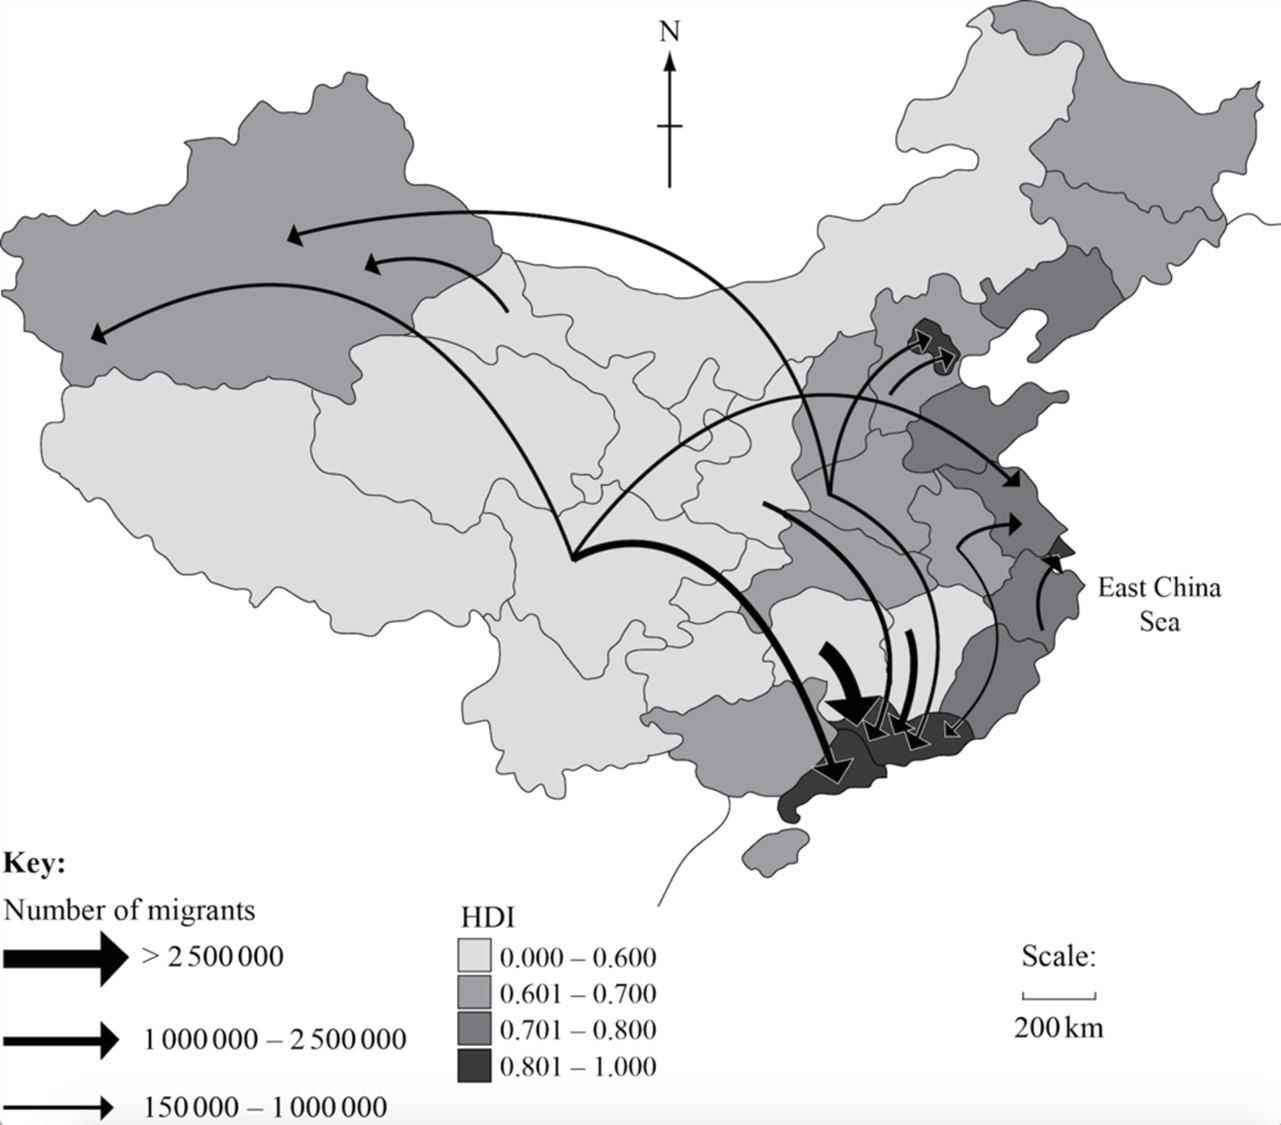 N
East China
Sea
Key:
Number of migrants
> 2 500 000
1 000 000 – 2 500 000
150 000 – 1 000 000
HDI
0.000 – 0.600
0.601 – 0.700
0.701 – 0.800
0.801 – 1.000
Scale:
200 km